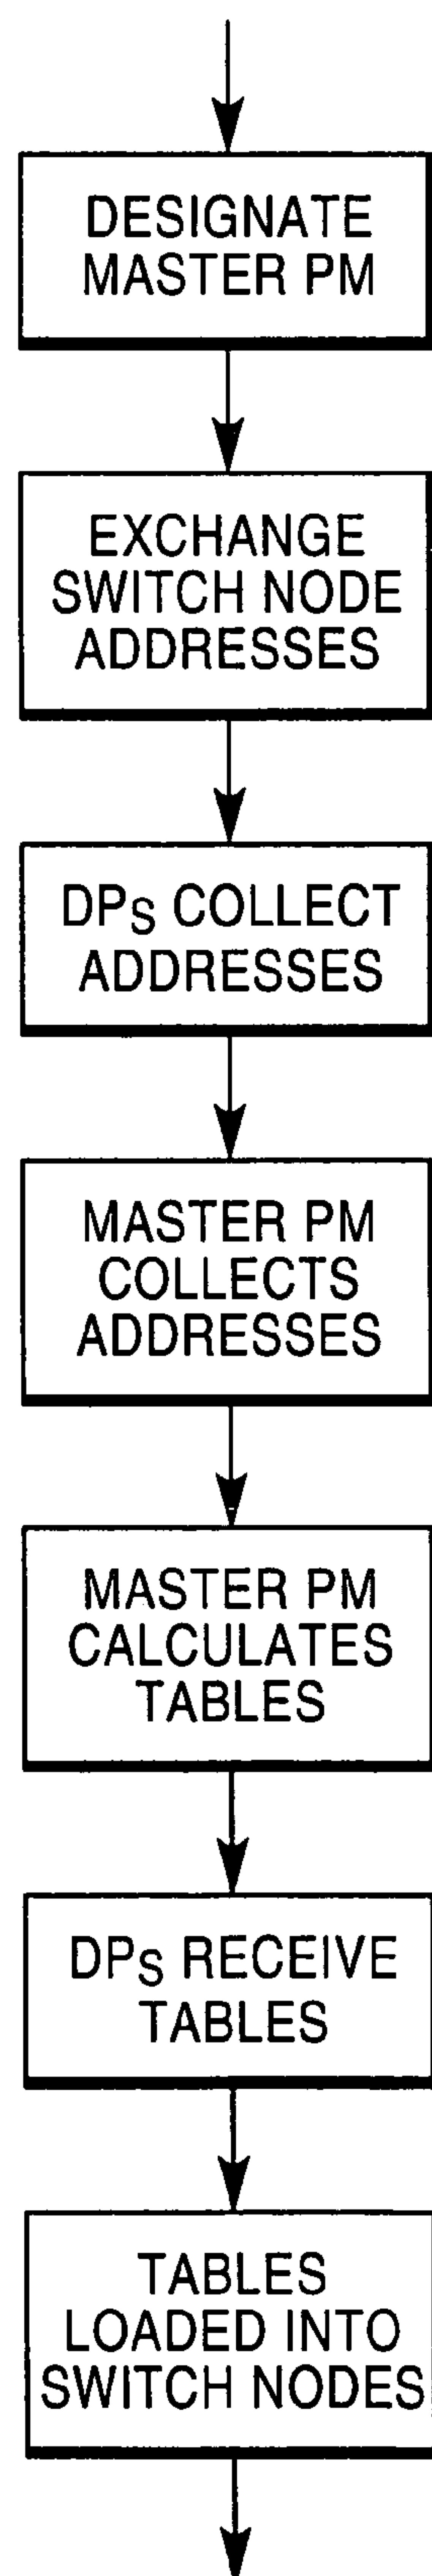 DESIGNATE
MASTER PM
EXCHANGE
SWITCH NODE
ADDRESSES
DPS COLLECT
ADDRESSES
MASTER PM
COLLECTS
ADDRESSES
MASTER PM
CALCULATES
TABLES
DPS RECEIVE
TABLES
TABLES
LOADED INTO
SWITCH NODES